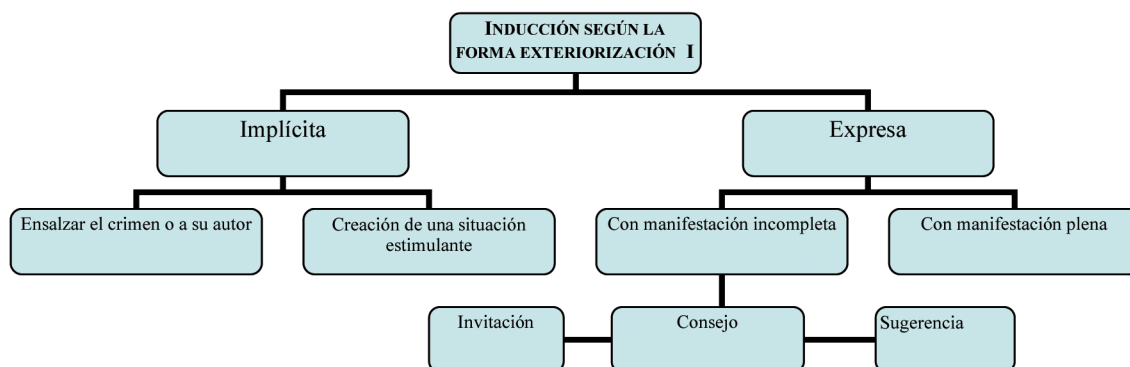 INDUCCIÓN SEGÚN LA
FORMA EXTERIORIZACIÓN I
Implícita
Expresa
Ensalzar el crimen o a su autor
Creación de una situación
estimulante
Con manifestación incompleta
Con manifestación plena
Invitación
Consejo
Sugerencia